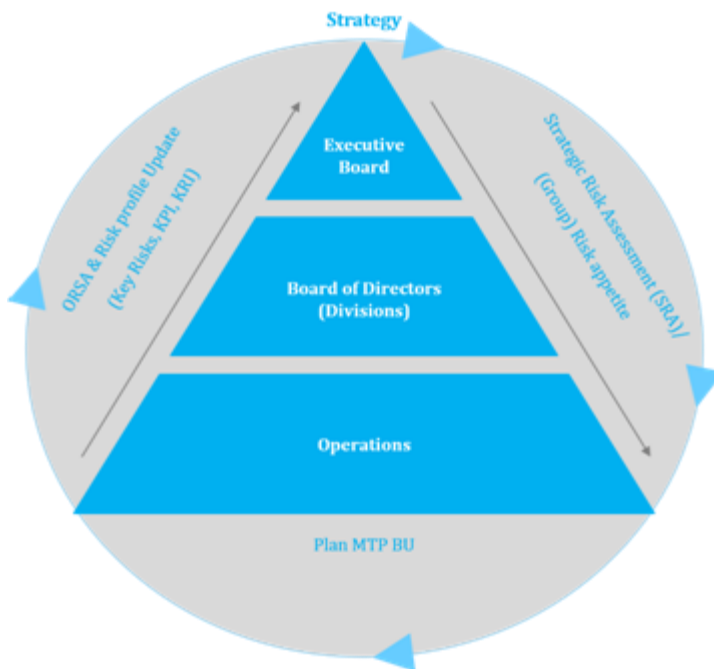 Strategy
Executive
Board
ORSA & Risk profile Update
(Key Risks, KPI, KRI)
Strategic Risk Assessment (SRA)/
(Group) Risk appetite
Board of Directors
(Divisions)
Operations
Plan MTP BU